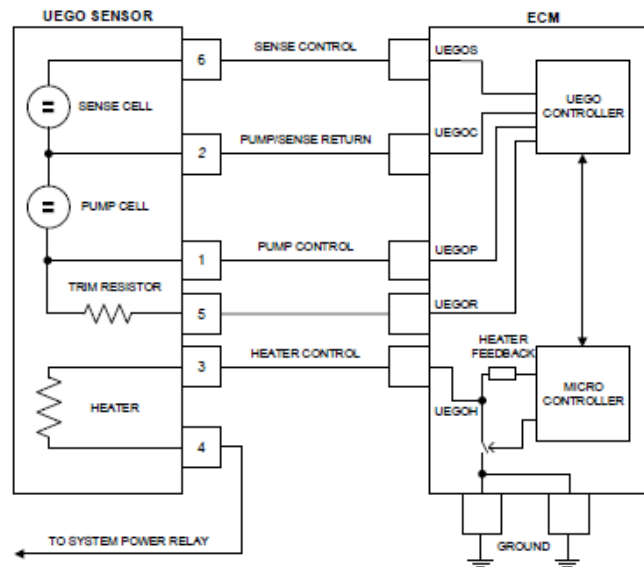 UEGO SENSOR
ECM
6
SENSE CONTROL
UEGOS
SENSE CELL
UEGO
CONTROLLER
2
PUMP/SENSE RETURN
UEGOC
PUMP CELL
1
PUMP CONTROL
UEGOP
TRIM RESISTOR
5
UEGOR
3
HEATER CONTROL
HEATER
FEEDBACK
MICRO
CONTROLLER
HEATER
UEGOH
4
TO SYSTEM POWER RELAY
GROUND